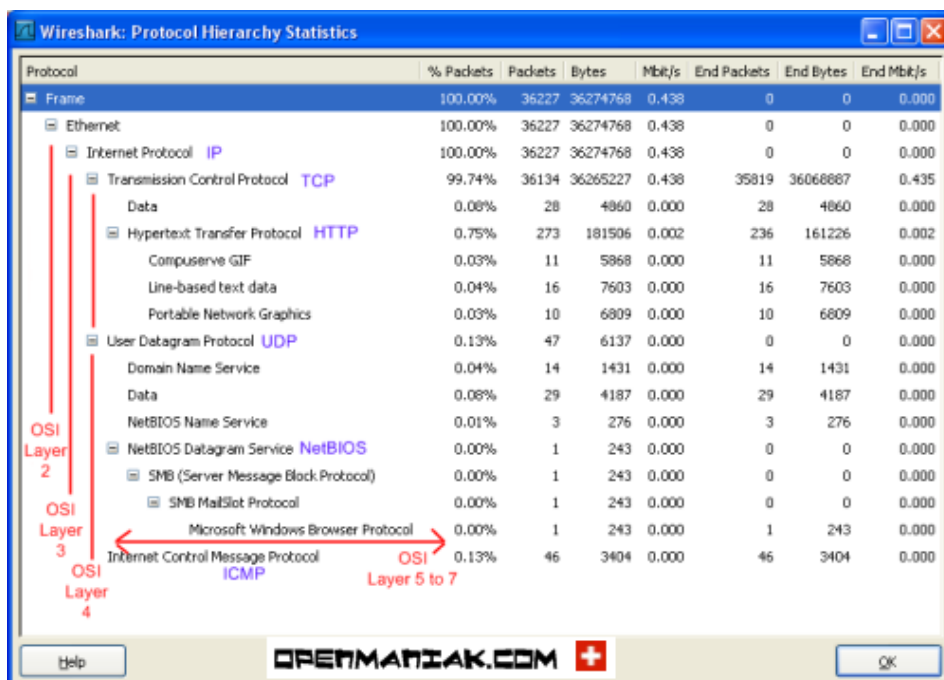 Wireshark: Protocol Hierarchy Statistics
Protocol % Packets Packets Bytes Mbit/s End Packets End Bytes End Mbit/s
Frame 100.00% 36227 36274768 0.438 0 0 0.000
Ethernet 100.00% 36227 36274768 0.438 0 0 0.000
Internet Protocol IP 100.00% 36227 36274768 0.438 0 0 0.000
Transmission Control Protocol TCP 99.74% 36134 36265227 0.438 35819 36068887 0.435
Data 0.08% 28 4860 0.000 28 4860 0.000
Hypertext Transfer Protocol HTTP 0.75% 273 181506 0.002 236 161226 0.002
Compuserve GIF 0.03% 11 5868 0.000 11 5868 0.000
Line-based text data 0.04% 16 7603 0.000 16 7603 0.000
Portable Network Graphics 0.03% 10 6809 0.000 10 6809 0.000
User Datagram Protocol UDP 0.13% 47 6137 0.000 0 0 0.000
Domain Name Service 0.04% 14 1431 0.000 14 1431 0.000
Data 0.08% 29 4187 0.000 29 4187 0.000
NetBIOS Name Service 0.01% 3 276 0.000 3 276 0.000
NetBIOS Datagram Service NetBIOS 0.00% 1 243 0.000 0 0 0.000
SMB (Server Message Block Protocol) 0.00% 1 243 0.000 0 0 0.000
SMB MailSlot Protocol 0.00% 1 243 0.000 0 0 0.000
Microsoft Windows Browser Protocol 0.00% 1 243 0.000 1 243 0.000
Internet Control Message Protocol 0.13% 46 3404 0.000 46 3404 0.000
ICMP
OSI
Layer
2
OSI
Layer
3
OSI
Layer
4
OSI
Layer 5 to 7
Help
OPENMANIAK.COM
OK